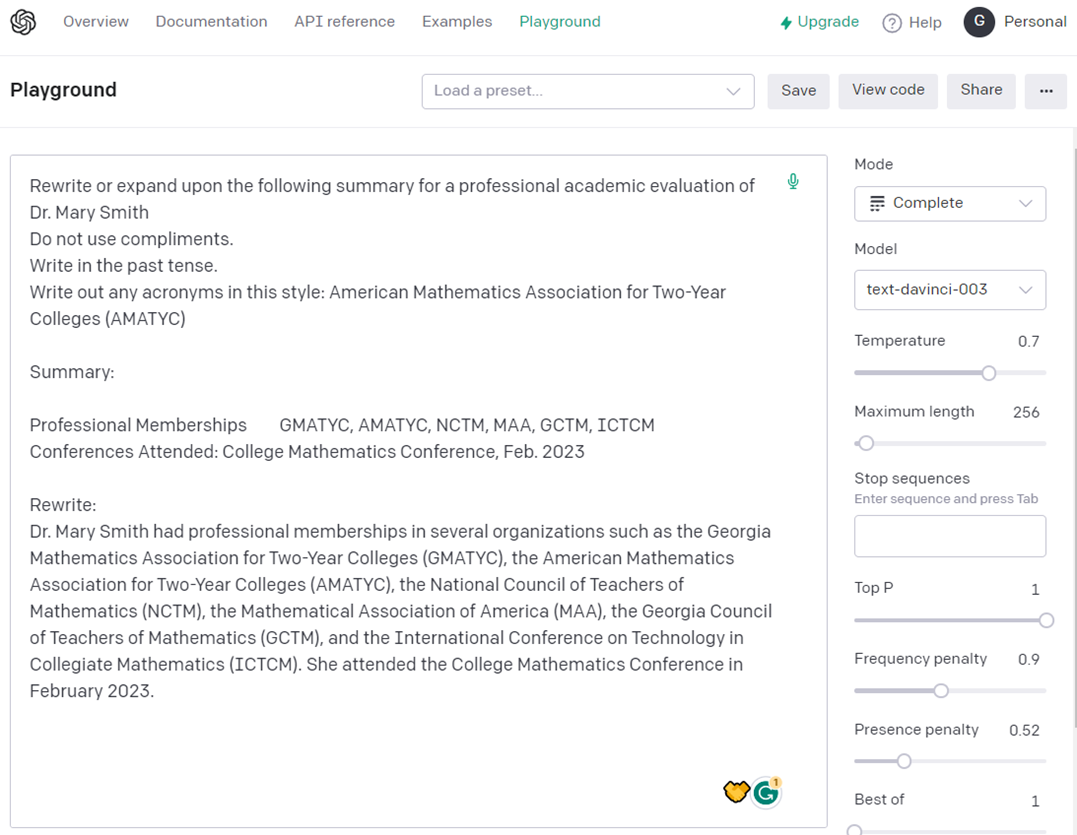 Overview Documentation API reference Examples Playground Upgrade Help G Personal
Playground Load a preset... Save View code Share ...
Rewrite or expand upon the following summary for a professional academic evaluation of
Dr. Mary Smith
Do not use compliments.
Write in the past tense.
Write out any acronyms in this style: American Mathematics Association for Two-Year
Colleges (AMATYC)
Summary:
Professional Memberships GMATYC, AMATYC, NCTM, MAA, GCTM, ICTCM
Conferences Attended: College Mathematics Conference, Feb. 2023
Rewrite:
Dr. Mary Smith had professional memberships in several organizations such as the Georgia
Mathematics Association for Two-Year Colleges (GMATYC), the American Mathematics
Association for Two-Year Colleges (AMATYC), the National Council of Teachers of
Mathematics (NCTM), the Mathematical Association of America (MAA), the Georgia Council
of Teachers of Mathematics (GCTM), and the International Conference on Technology in
Collegiate Mathematics (ICTCM). She attended the College Mathematics Conference in
February 2023.
1
Mode
Complete
Model
text-davinci-003
Temperature 0.7
Maximum length 256
Stop sequences
Enter sequence and press Tab
Top P 1
Frequency penalty 0.9
Presence penalty 0.52
Best of 1